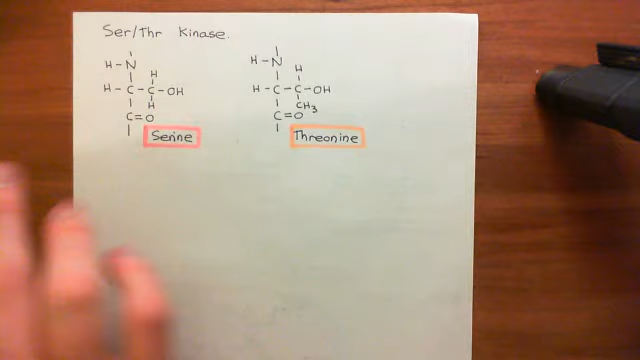 Ser/Thr Kinase.
H-N
H
H-C-C-OH
H
C=O
Serine
H-N
H
H-C-C-OH
CH3
C=O
Threonine